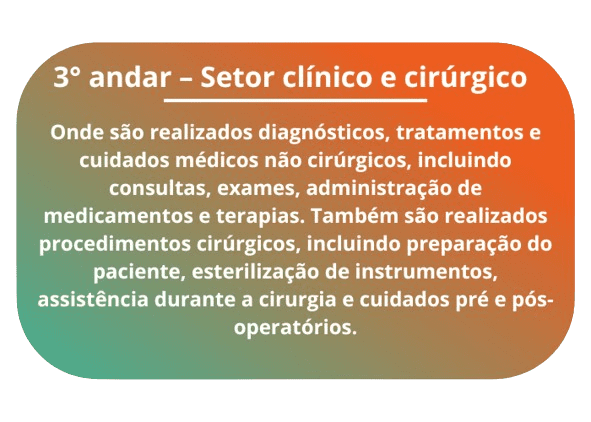 3° andar – Setor clínico e cirúrgico
Onde são realizados diagnósticos, tratamentos e
cuidados médicos não cirúrgicos, incluindo
consultas, exames, administração de
medicamentos e terapias. Também são realizados
procedimentos cirúrgicos, incluindo preparação do
paciente, esterilização de instrumentos,
assistência durante a cirurgia e cuidados pré e pós-
operatórios.